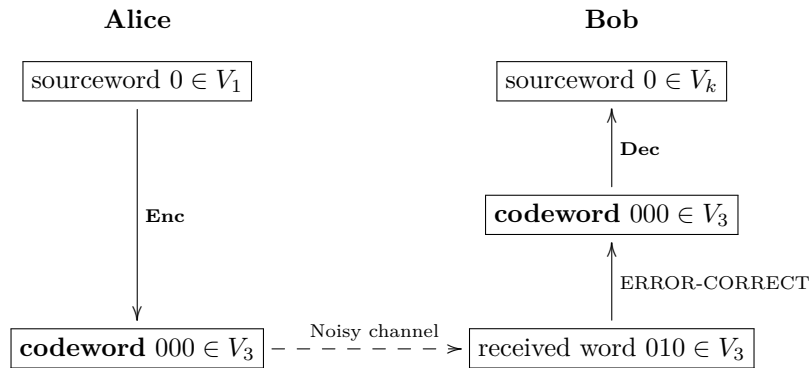 Alice Bob
sourceword 0 ∈ V₁ sourceword 0 ∈ Vₖ
Dec
codeword 000 ∈ V₃
Enc
ERROR-CORRECT
Noisy channel
codeword 000 ∈ V₃ received word 010 ∈ V₃